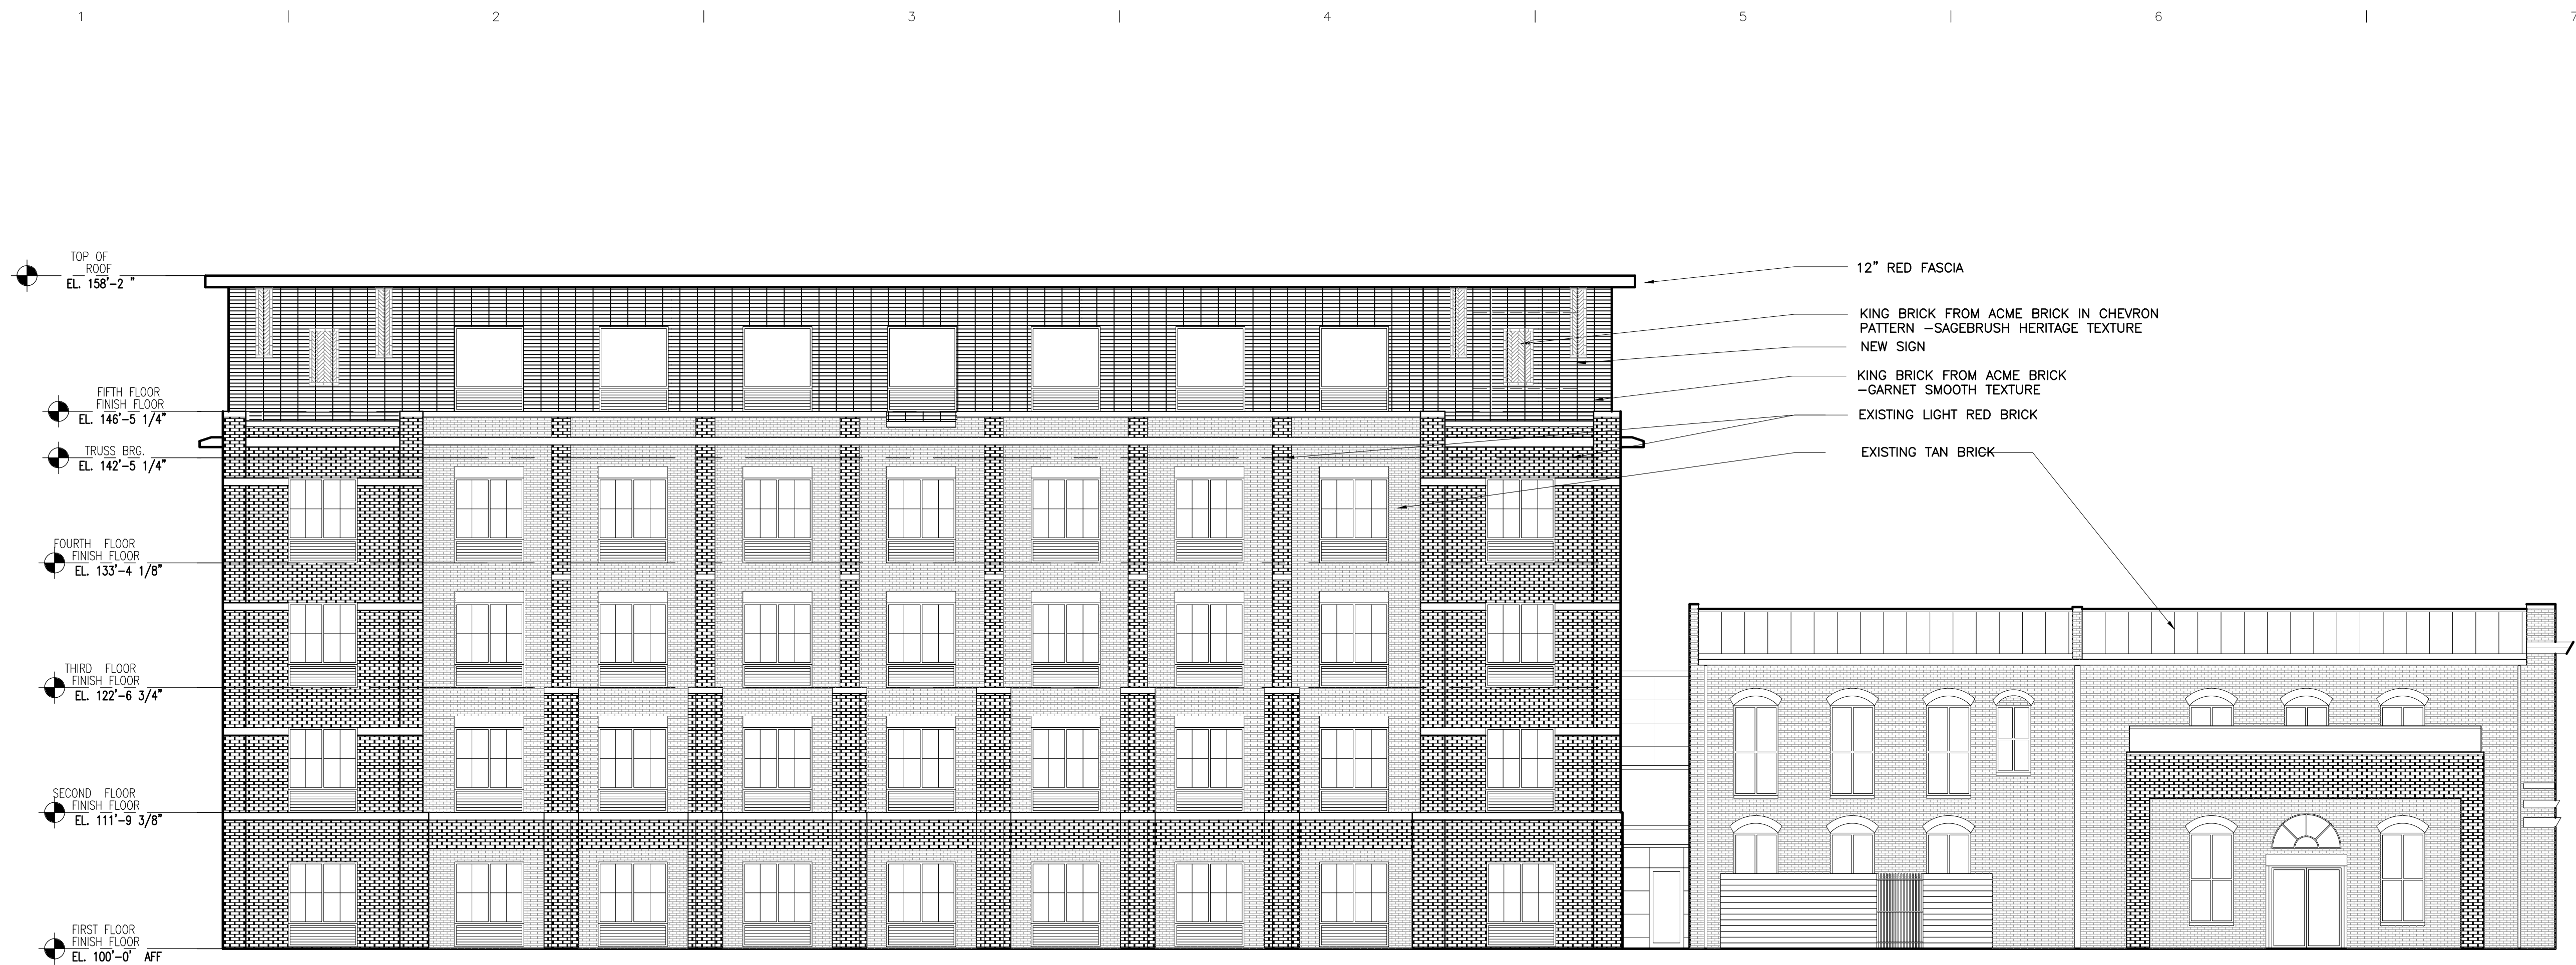 1 2 3 4 5 6 7
TOP OF
ROOF
EL. 158'-2 "
FIFTH FLOOR
FINISH FLOOR
EL. 146'-5 1/4"
TRUSS BRG.
EL. 142'-5 1/4"
FOURTH FLOOR
FINISH FLOOR
EL. 133'-4 1/8"
THIRD FLOOR
FINISH FLOOR
EL. 122'-6 3/4"
SECOND FLOOR
FINISH FLOOR
EL. 111'-9 3/8"
FIRST FLOOR
FINISH FLOOR
EL. 100'-0' AFF
12" RED FASCIA
KING BRICK FROM ACME BRICK IN CHEVRON
PATTERN -SAGEBRUSH HERITAGE TEXTURE
NEW SIGN
KING BRICK FROM ACME BRICK
-GARNET SMOOTH TEXTURE
EXISTING LIGHT RED BRICK
EXISTING TAN BRICK